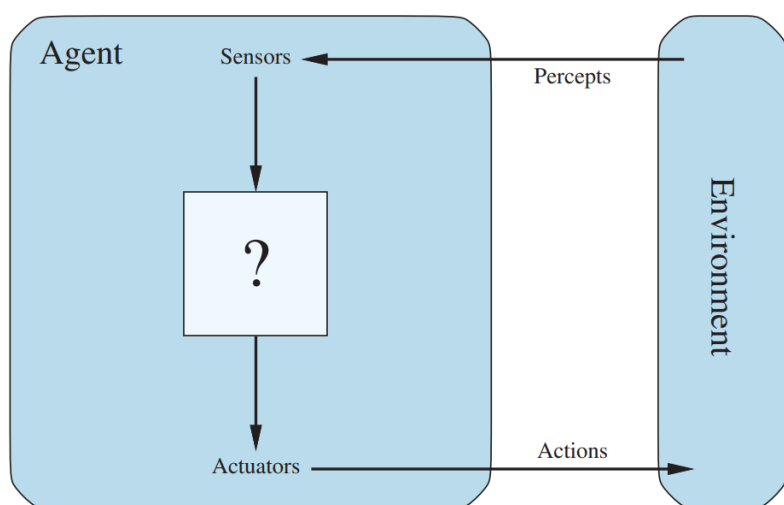 Agent
Sensors
Percepts
?
Environment
Actuators
Actions